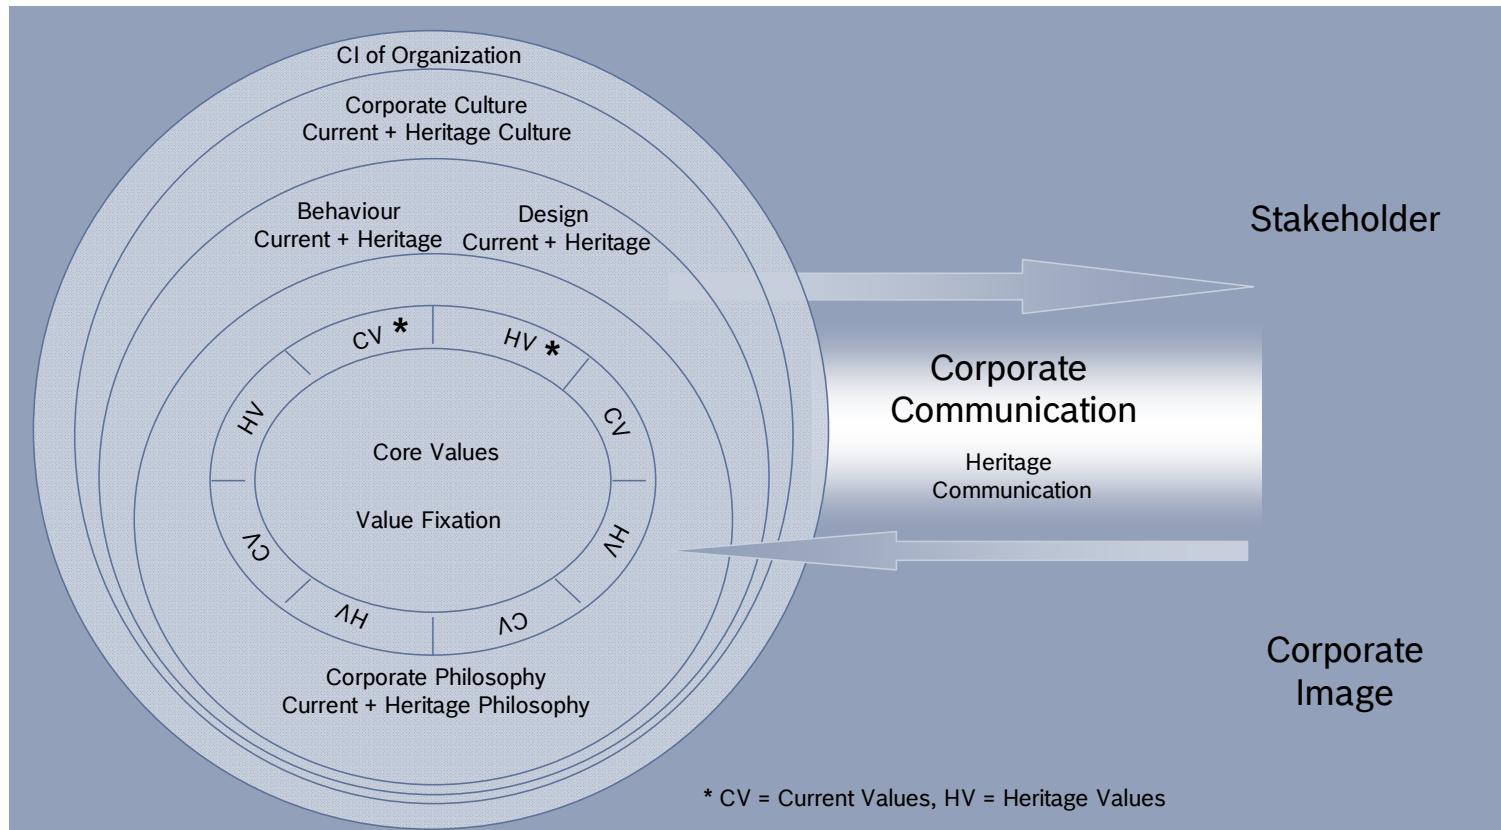 CI of Organization
Corporate Culture
Current + Heritage Culture
Behaviour
Current + Heritage
Design
Current + Heritage
Stakeholder
CV *
HV *
HV
CV
Corporate
Communication
Heritage
Communication
Core Values
Value Fixation
CV
HV
HV
CV
Corporate Philosophy
Current + Heritage Philosophy
Corporate
Image
* CV = Current Values, HV = Heritage Values